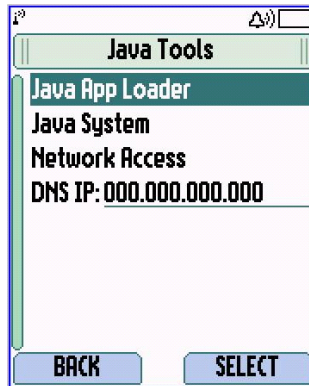 Java Tools
Java App Loader
Java System
Network Access
DNS IP: 000.000.000.000
BACK SELECT